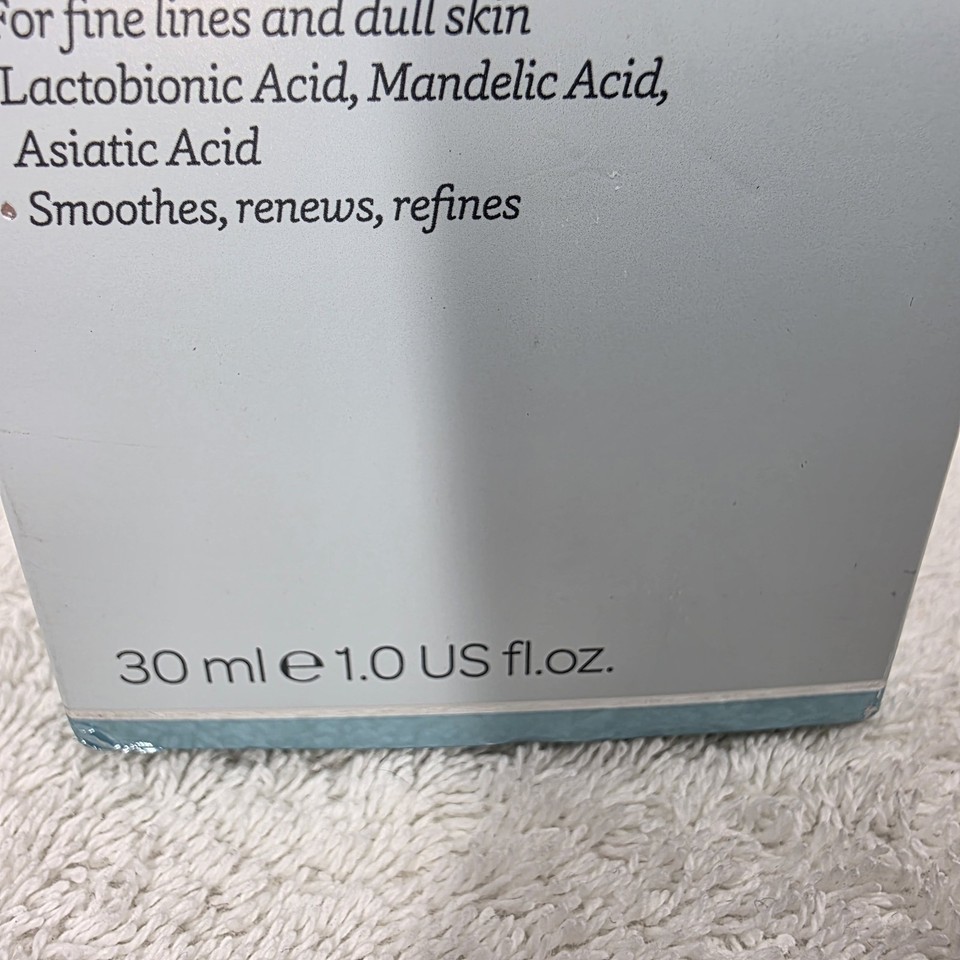 For fine lines and dull skin
Lactobionic Acid, Mandelic Acid,
Asiatic Acid
• Smoothes, renews, refines
30 ml e 1.0 US fl.oz.